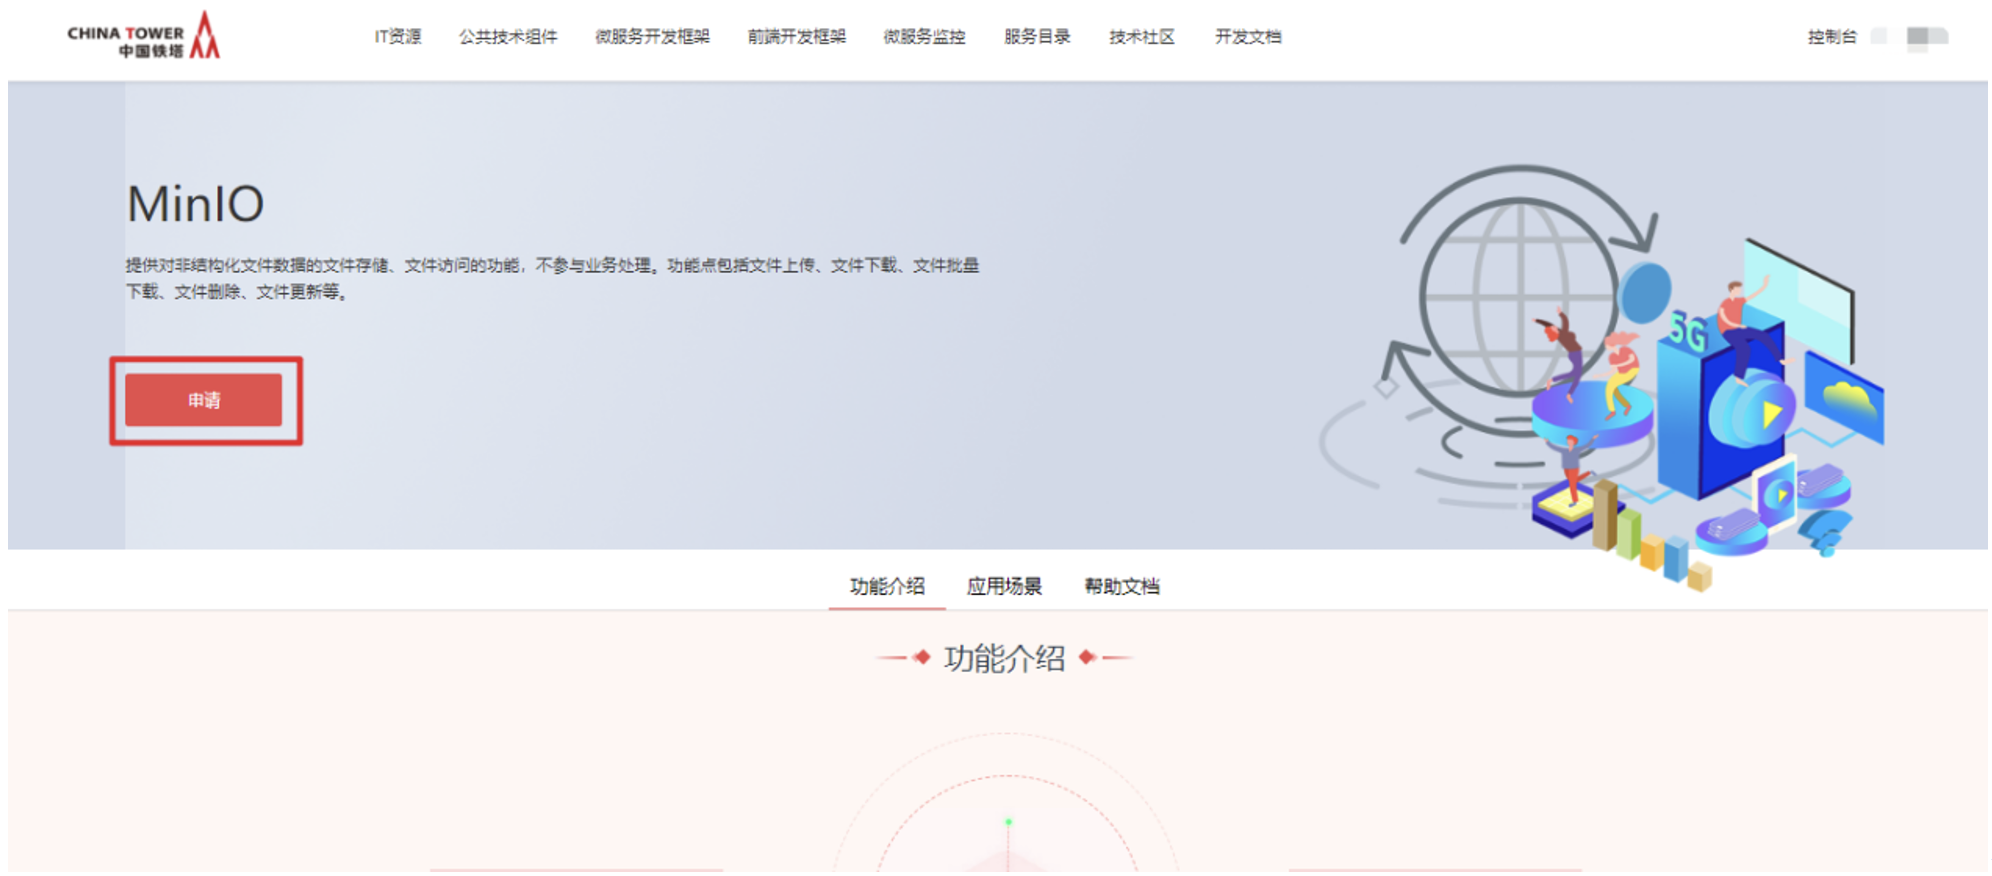 CHINA TOWER
中国铁塔
IT资源 公共技术组件 微服务开发框架 前端开发框架 微服务监控 服务目录 技术社区 开发文档 控制台
MinIO
提供对非结构化文件数据的文件存储、文件访问的功能，不参与业务处理。功能点包括文件上传、文件下载、文件批量
下载、文件删除、文件更新等。
5G
申请
功能介绍 应用场景 帮助文档
功能介绍